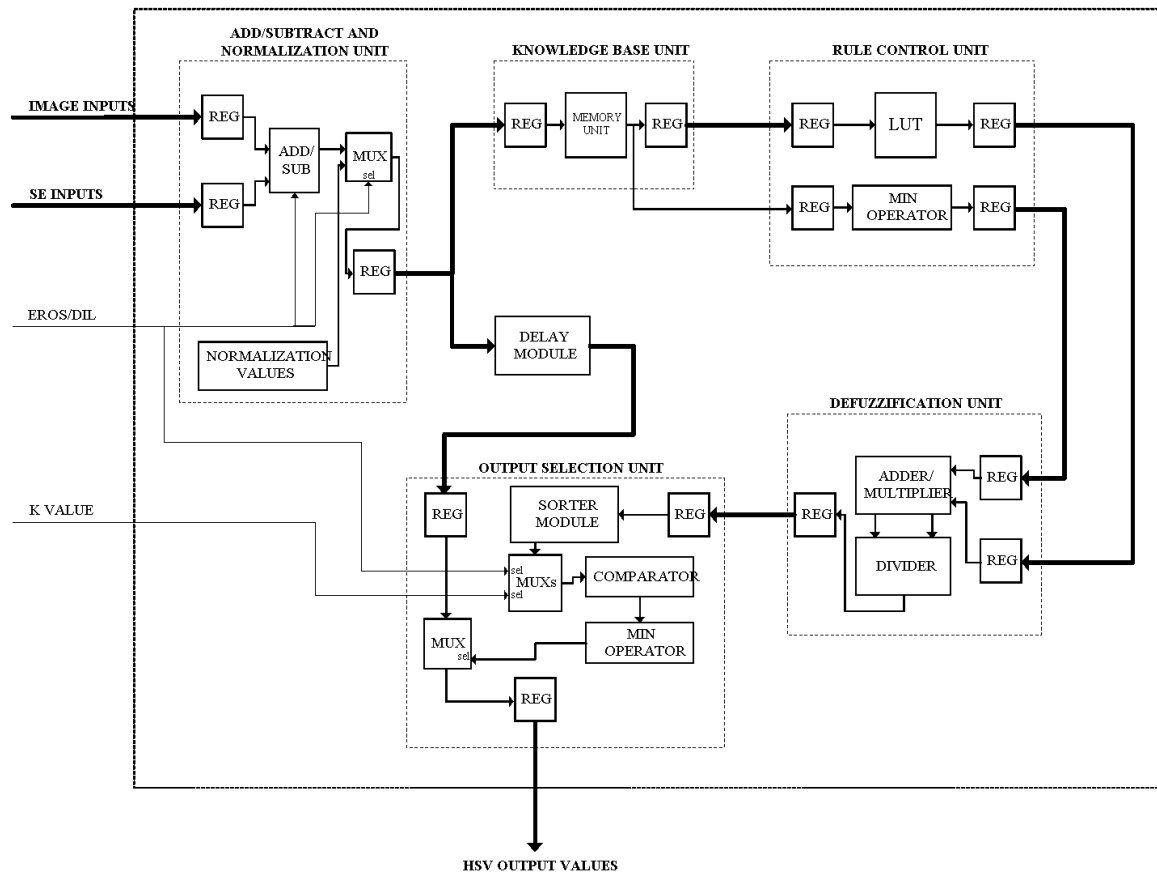 ADD/SUBTRACT AND
NORMALIZATION UNIT
KNOWLEDGE BASE UNIT
RULE CONTROL UNIT
IMAGE INPUTS
REG
ADD/
SUB
MUX
sel
REG
MEMORY
UNIT
REG
REG
LUT
REG
SE INPUTS
REG
REG
MIN
OPERATOR
REG
REG
EROS/DIL
NORMALIZATION
VALUES
DELAY
MODULE
DEFUZZIFICATION UNIT
OUTPUT SELECTION UNIT
ADDER/
MULTIPLIER
REG
K VALUE
REG
SORTER
MODULE
REG
REG
DIVIDER
REG
sel
MUXs
sel
COMPARATOR
MUX
sel
MIN
OPERATOR
REG
HSV OUTPUT VALUES